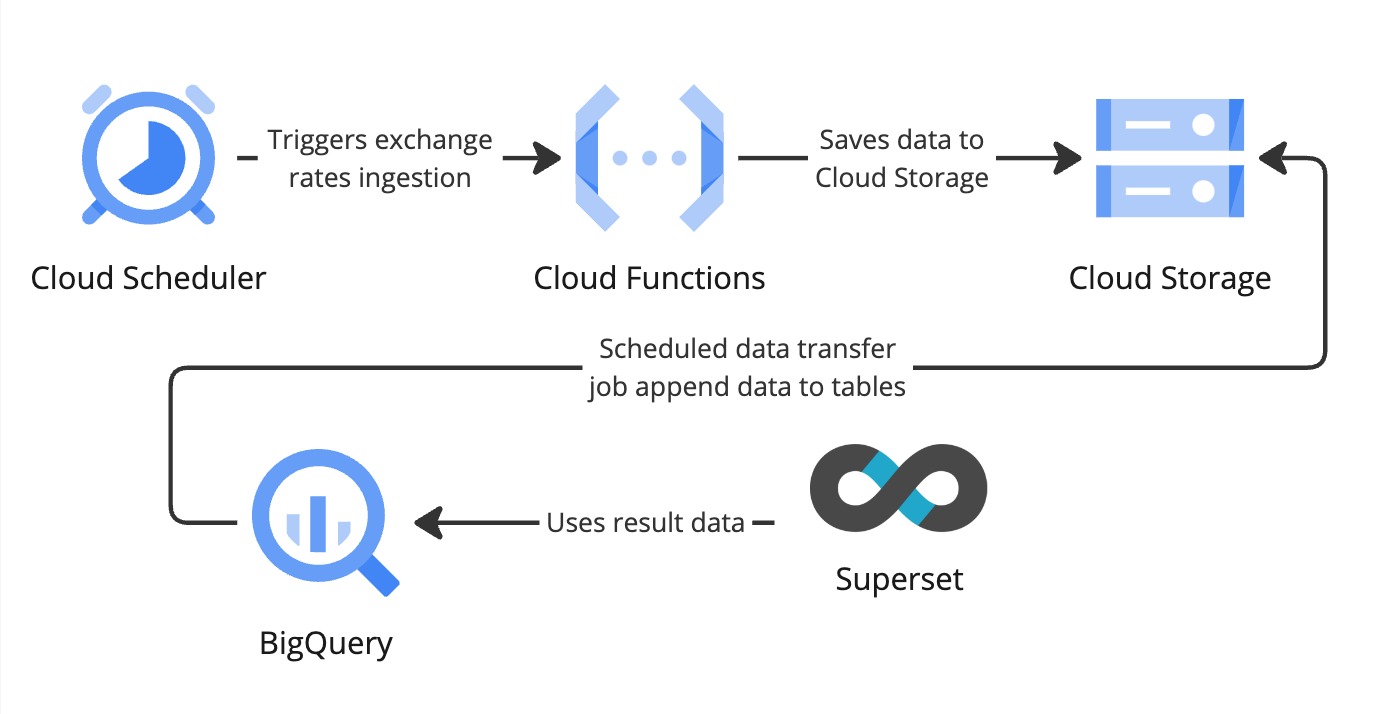 Triggers exchange
rates ingestion
Saves data to
Cloud Storage
Cloud Scheduler
Cloud Functions
Cloud Storage
Scheduled data transfer
job append data to tables
Uses result data
Superset
BigQuery